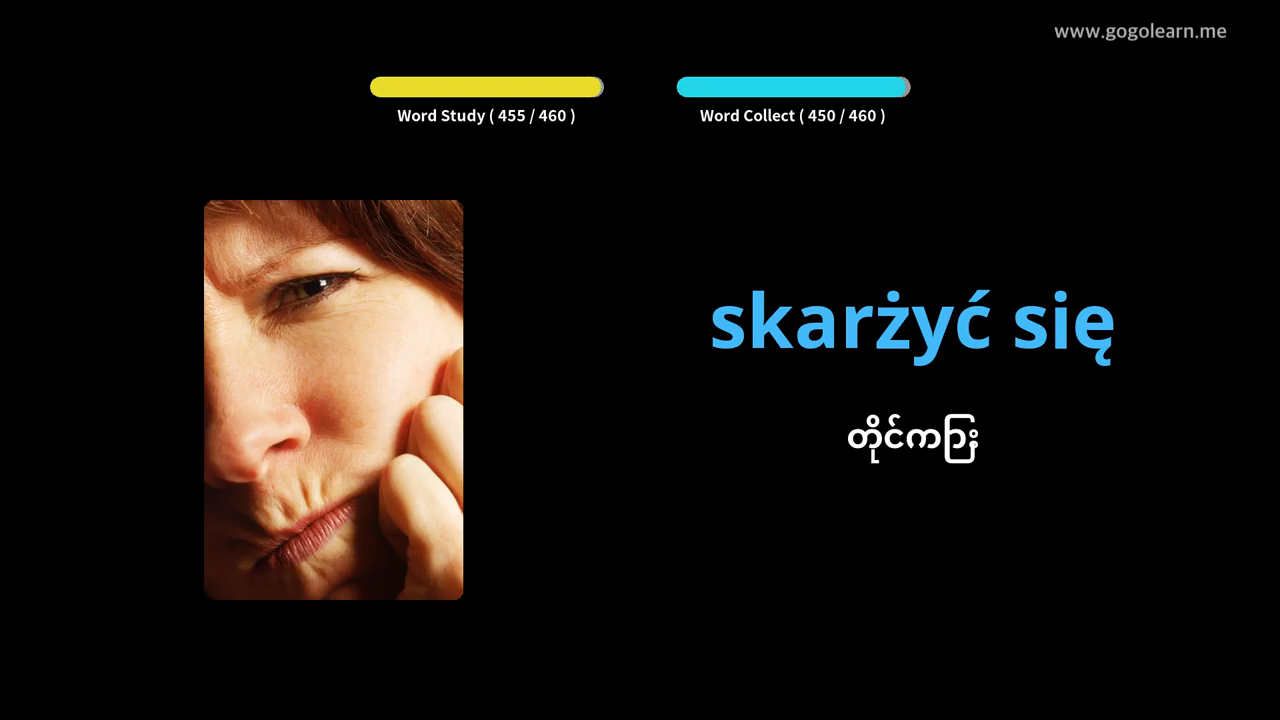 www.gogolearn.me
Word Study ( 455 / 460 )
Word Collect ( 450 / 460 )
skarżyć się
တိုင်ကြား